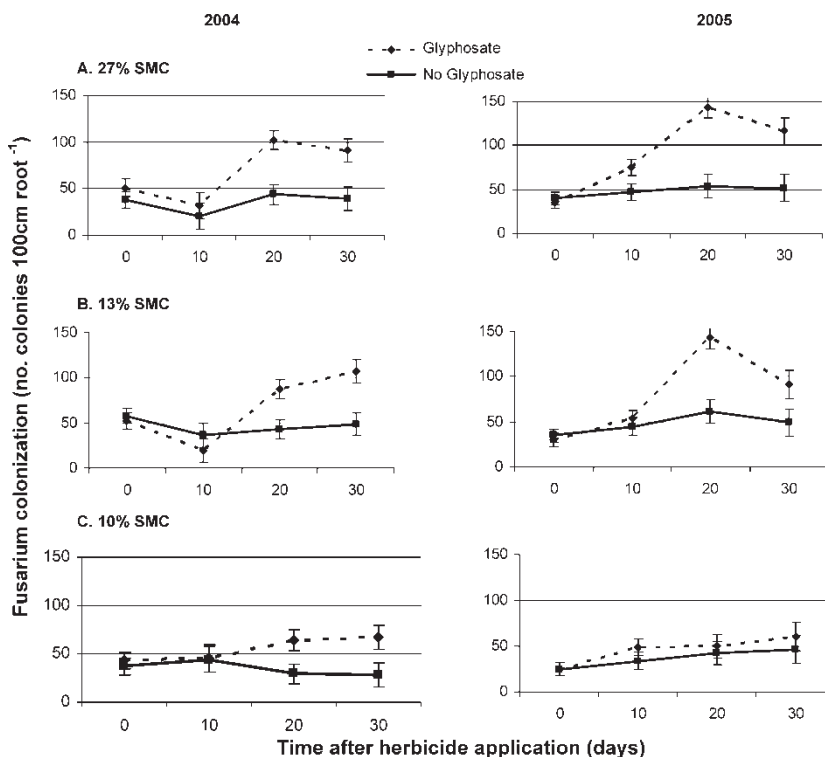 2004
2005
Glyphosate
No Glyphosate
A. 27% SMC
150
100
50
0
0 10 20 30
150
100
50
0
0 10 20 30
B. 13% SMC
150
100
50
0
0 10 20 30
150
100
50
0
0 10 20 30
C. 10% SMC
150
100
50
0
0 10 20 30
150
100
50
0
0 10 20 30
Fusarium colonization (no. colonies 100cm root ⁻¹)
Time after herbicide application (days)